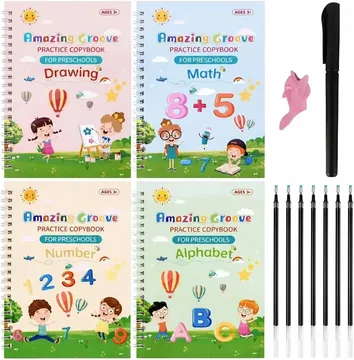 AGES 3+
Amazing Groove
PRACTICE COPYBOOK
FOR PRESCHOOLS
Drawing
AGES 3+
Amazing Groove
PRACTICE COPYBOOK
FOR PRESCHOOLS
Math
8+5
-7
AGES 3+
Amazing Groove
PRACTICE COPYBOOK
FOR PRESCHOOLS
Number
1 2 3 4
9
AGES 3+
Amazing Groove
PRACTICE COPYBOOK
FOR PRESCHOOLS
Alphabet
A B C